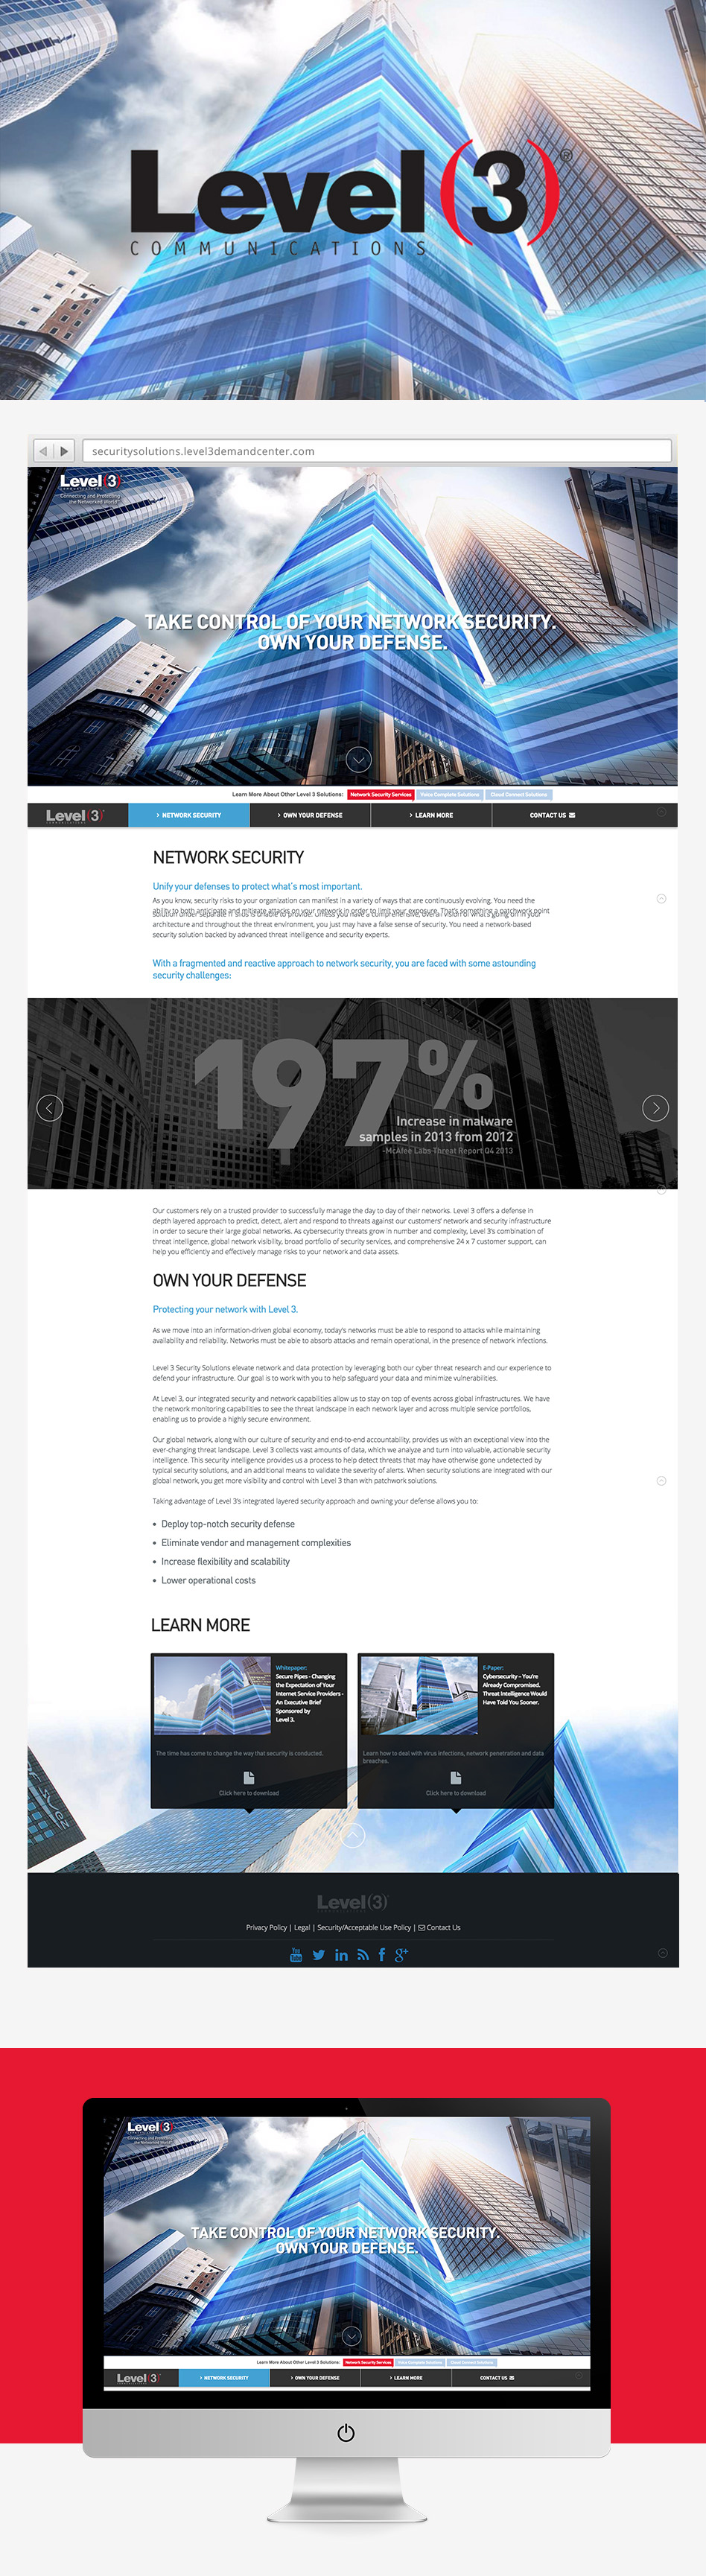 Level(3)®
COMMUNICATIONS
securitysolutions.level3demandcenter.com
Level(3)
Connecting and Protecting
the Networked World℠
TAKE CONTROL OF YOUR NETWORK SECURITY.
OWN YOUR DEFENSE.
Learn More About Other Level 3 Solutions: Network Security Services Voice Complete Solutions Cloud Connect Solutions
Level(3) > NETWORK SECURITY > OWN YOUR DEFENSE > LEARN MORE CONTACT US
NETWORK SECURITY
Unify your defenses to protect what's most important.
As you know, security risks to your organization can manifest in a variety of ways that are continuously evolving. You need the
ability to both anticipate and mitigate attacks on your network in order to limit your exposure. That's something a patchwork point
architecture and throughout the threat environment, you just may have a false sense of security. You need a network-based
security solution backed by advanced threat intelligence and security experts.
With a fragmented and reactive approach to network security, you are faced with some astounding
security challenges:
197%
Increase in malware
samples in 2013 from 2012
-McAfee Labs Threat Report Q4 2013
Our customers rely on a trusted provider to successfully manage the day to day of their networks. Level 3 offers a defense in
depth layered approach to predict, detect, alert and respond to threats against our customers' network and security infrastructure
in order to secure their large global networks. As cybersecurity threats grow in number and complexity, Level 3's combination of
threat intelligence, global network visibility, broad portfolio of security services, and comprehensive 24 x 7 customer support, can
help you efficiently and effectively manage risks to your network and data assets.
OWN YOUR DEFENSE
Protecting your network with Level 3.
As we move into an information-driven global economy, today's networks must be able to respond to attacks while maintaining
availability and reliability. Networks must be able to absorb attacks and remain operational, in the presence of network infections.
Level 3 Security Solutions elevate network and data protection by leveraging both our cyber threat research and our experience to
defend your infrastructure. Our goal is to work with you to help safeguard your data and minimize vulnerabilities.
At Level 3, our integrated security and network capabilities allow us to stay on top of events across global infrastructures. We have
the network monitoring capabilities to see the threat landscape in each network layer and across multiple service portfolios,
enabling us to provide a highly secure environment.
Our global network, along with our culture of security and end-to-end accountability, provides us with an exceptional view into the
ever-changing threat landscape. Level 3 collects vast amounts of data, which we analyze and turn into valuable, actionable security
intelligence. This security intelligence provides us a process to help detect threats that may have otherwise gone undetected by
typical security solutions, and an additional means to validate the severity of alerts. When security solutions are integrated with our
global network, you get more visibility and control with Level 3 than with patchwork solutions.
Taking advantage of Level 3's integrated layered security approach and owning your defense allows you to:
• Deploy top-notch security defense
• Eliminate vendor and management complexities
• Increase flexibility and scalability
• Lower operational costs
LEARN MORE
Whitepaper:
Secure Pipes - Changing
the Expectation of Your
Internet Service Providers -
An Executive Brief
Sponsored by
Level 3.
The time has come to change the way that security is conducted.
Click here to download
E-Paper:
Cybersecurity – You're
Already Compromised.
Threat Intelligence Would
Have Told You Sooner.
Learn how to deal with virus infections, network penetration and data
breaches.
Click here to download
Level(3)
Privacy Policy | Legal | Security/Acceptable Use Policy | Contact Us
You Tube in f g+
Level(3)
Connecting and Protecting
the Networked World℠
TAKE CONTROL OF YOUR NETWORK SECURITY.
OWN YOUR DEFENSE.
Learn More About Other Level 3 Solutions: Network Security Services Voice Complete Solutions Cloud Connect Solutions
Level(3) > NETWORK SECURITY > OWN YOUR DEFENSE > LEARN MORE CONTACT US